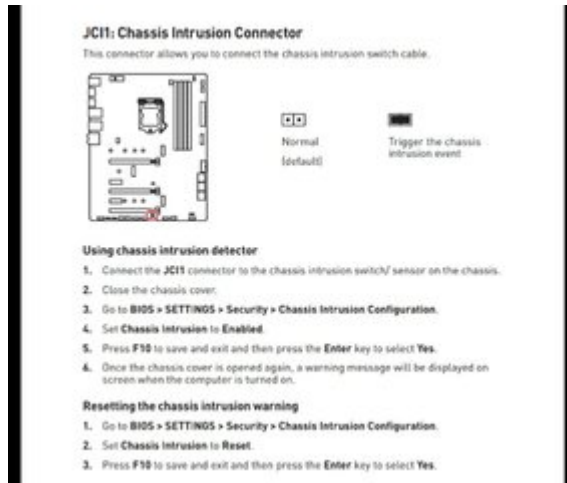 JCI1: Chassis Intrusion Connector
This connector allows you to connect the chassis intrusion switch cable.
Normal
(default)
Trigger the chassis
intrusion event
Using chassis intrusion detector
1. Connect the JCI1 connector to the chassis intrusion switch/ sensor on the chassis.
2. Close the chassis cover.
3. Go to BIOS > SETTINGS > Security > Chassis Intrusion Configuration.
4. Set Chassis Intrusion to Enabled.
5. Press F10 to save and exit and then press the Enter key to select Yes.
6. Once the chassis cover is opened again, a warning message will be displayed on
screen when the computer is turned on.
Resetting the chassis intrusion warning
1. Go to BIOS > SETTINGS > Security > Chassis Intrusion Configuration.
2. Set Chassis Intrusion to Reset.
3. Press F10 to save and exit and then press the Enter key to select Yes.